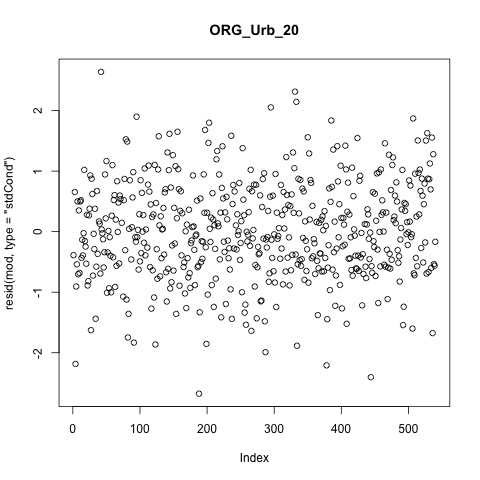 ORG_Urb_20
resid(mod, type = "stdCond")
2
1
0
-1
-2
0 100 200 300 400 500
Index